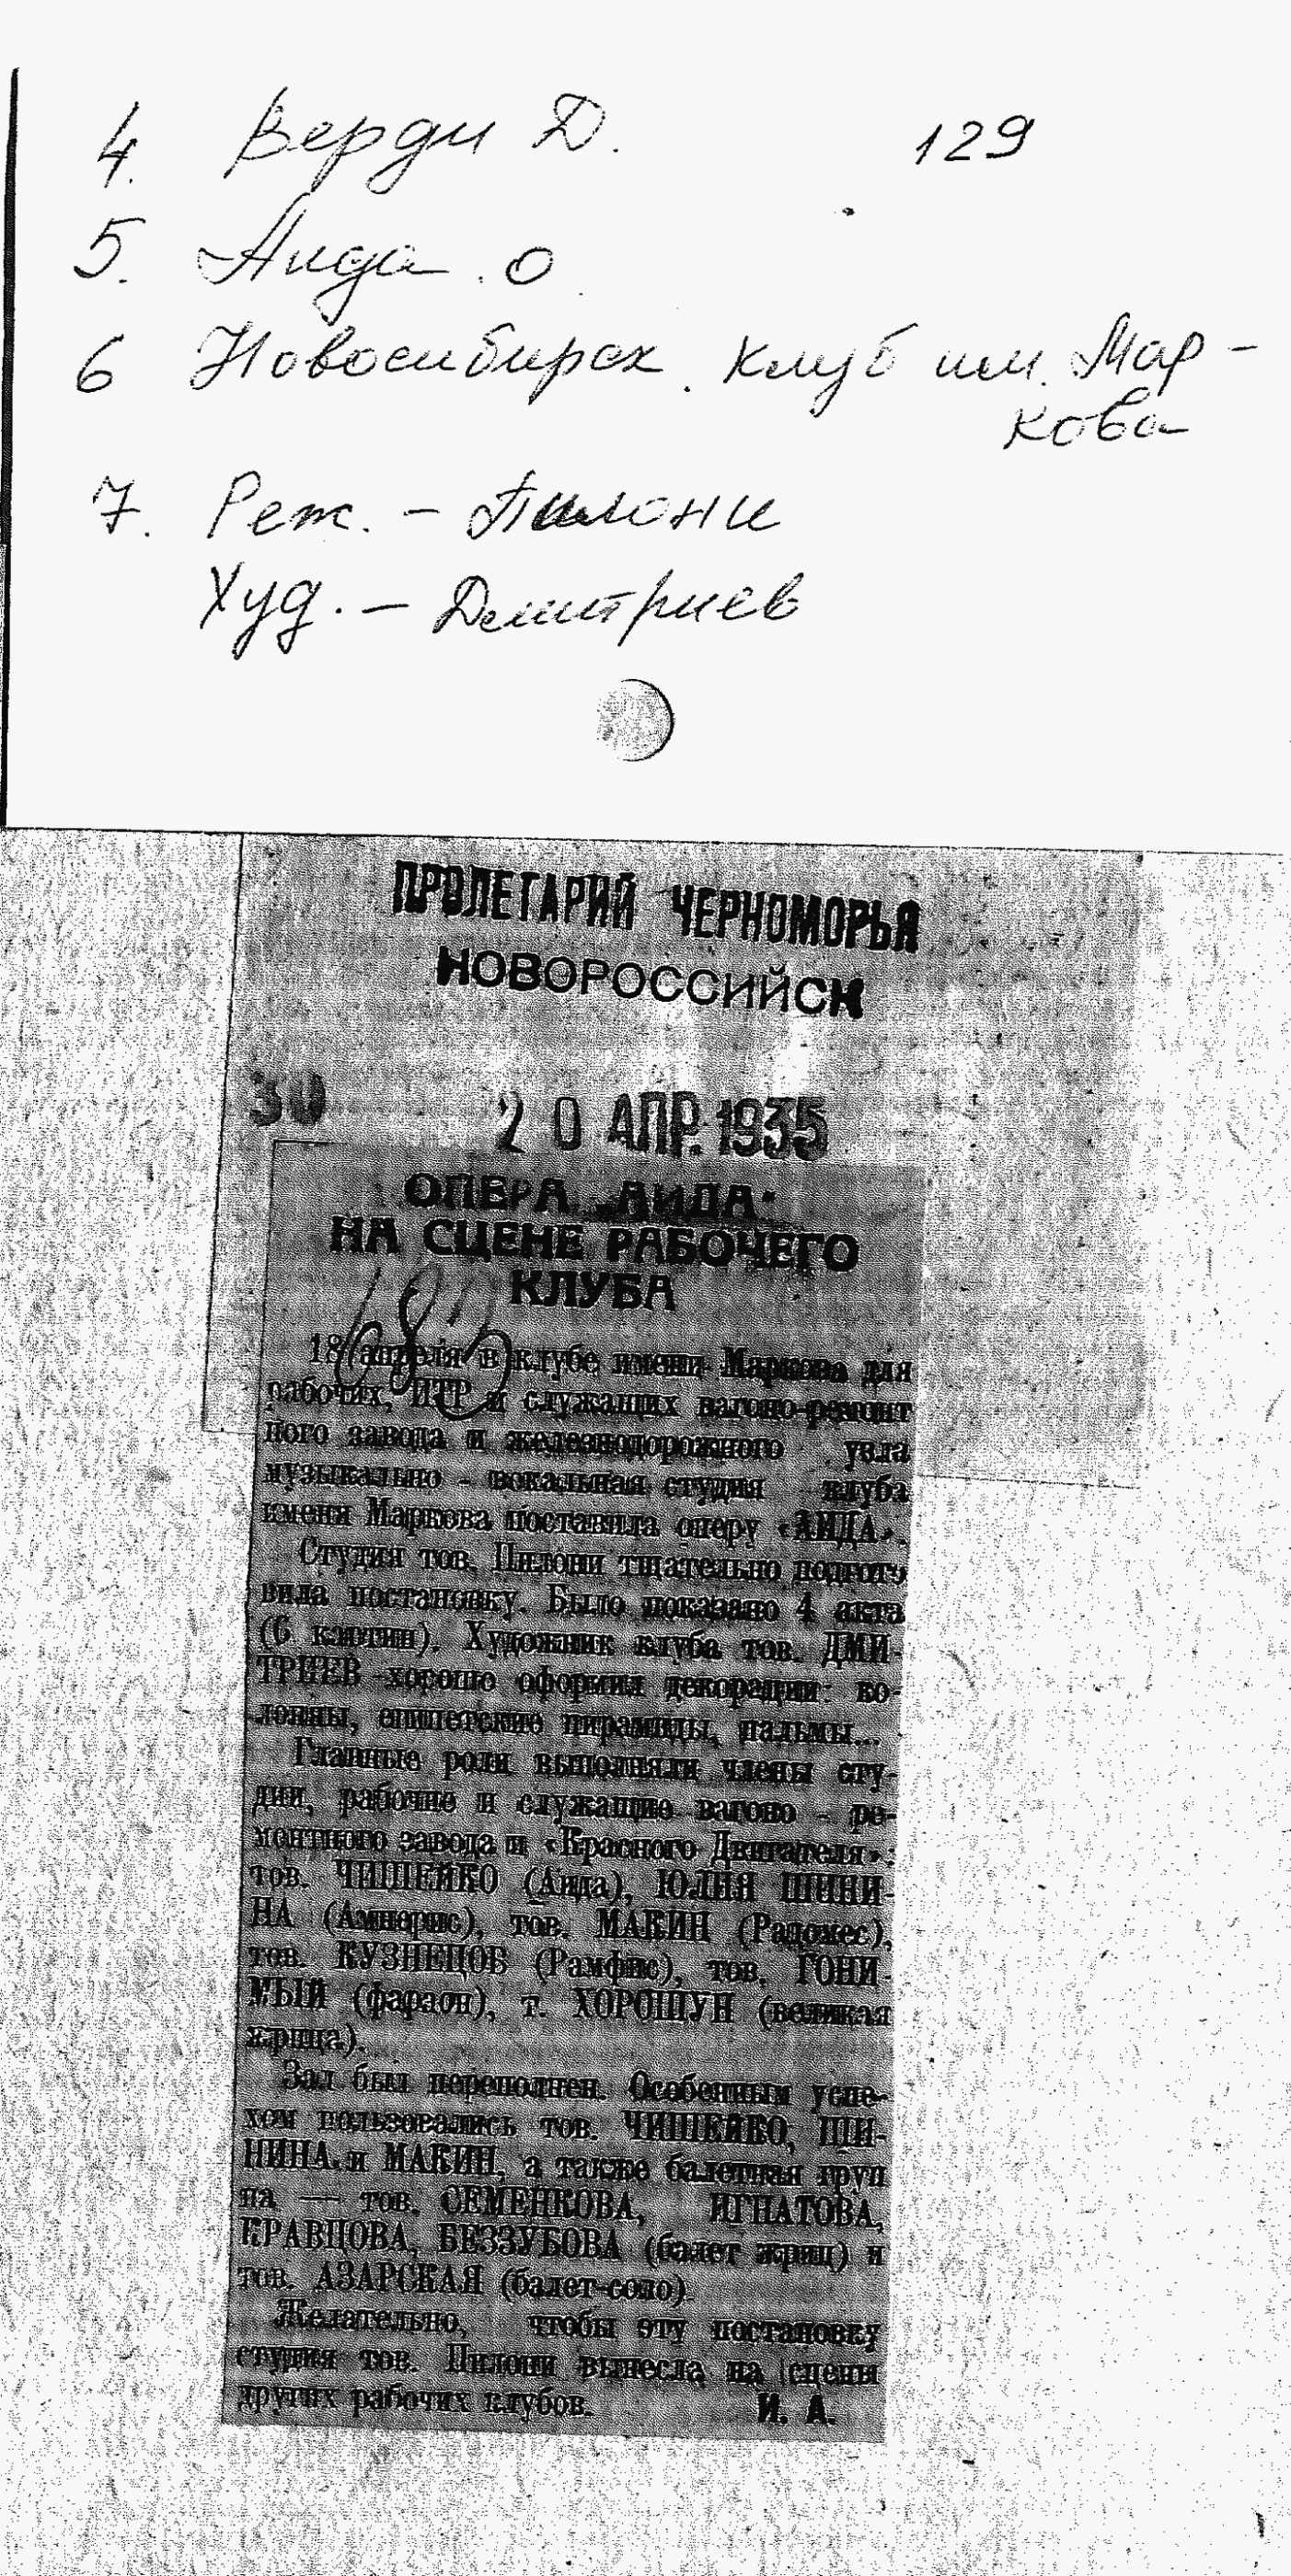 4. Верди Д. 129
5. Аида. О
6 Новосибирск. Клуб им. Мар-
кова
7. Реж. - Пилони
Худ. - Дмитриев
ПРОЛЕТАРИЙ ЧЕРНОМОРЬЯ
НОВОРОССИЙСК
30
20 АПР. 1935
ОПЕРА „АИДА"
НА СЦЕНЕ РАБОЧЕГО
КЛУБА
18 апреля в клубе имени Маркова для
рабочих, ИТР и служащих вагоно-ремонт
ного завода и железнодорожного узла
музыкально - вокальная студия клуба
имени Маркова поставила оперу «АИДА».
Студия тов. Пилони тщательно подгото
вила постановку. Было показано 4 акта
(6 картин). Художник клуба тов. ДМИ-
ТРИЕВ хорошо оформил декорации: ко-
лонны, египетские пирамиды, пальмы...
Главные роли выполняли члены сту-
дии, рабочие и служащие вагоно - ре-
монтного завода и «Красного Двигателя»:
тов. ЧИШЕЙКО (Аида), ЮЛИЯ ШИНИ-
НА (Амнерис), тов. МАКИН (Радомес),
тов. КУЗНЕЦОВ (Рамфис), тов. ГОНИ-
МЫЙ (фараон), т. ХОРОШУН (великая
жрица).
Зал был переполнен. Особенным успе-
хом пользовались тов. ЧИШЕЙКО, ШИ-
НИНА и МАКИН, а также балетная груп
па — тов. СЕМЕНКОВА, ИГНАТОВА,
КРАВЦОВА, БЕЗЗУБОВА (балет жриц) и
тов. АЗАРСКАЯ (балет-соло).
Желательно, чтобы эту постановку
студия тов. Пилони вынесла на сцены
других рабочих клубов. И. А.